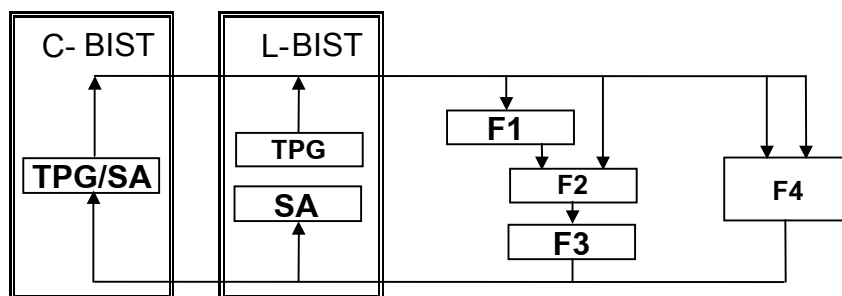 C- BIST
L-BIST
F1
TPG
TPG/SA
F2
F4
SA
F3